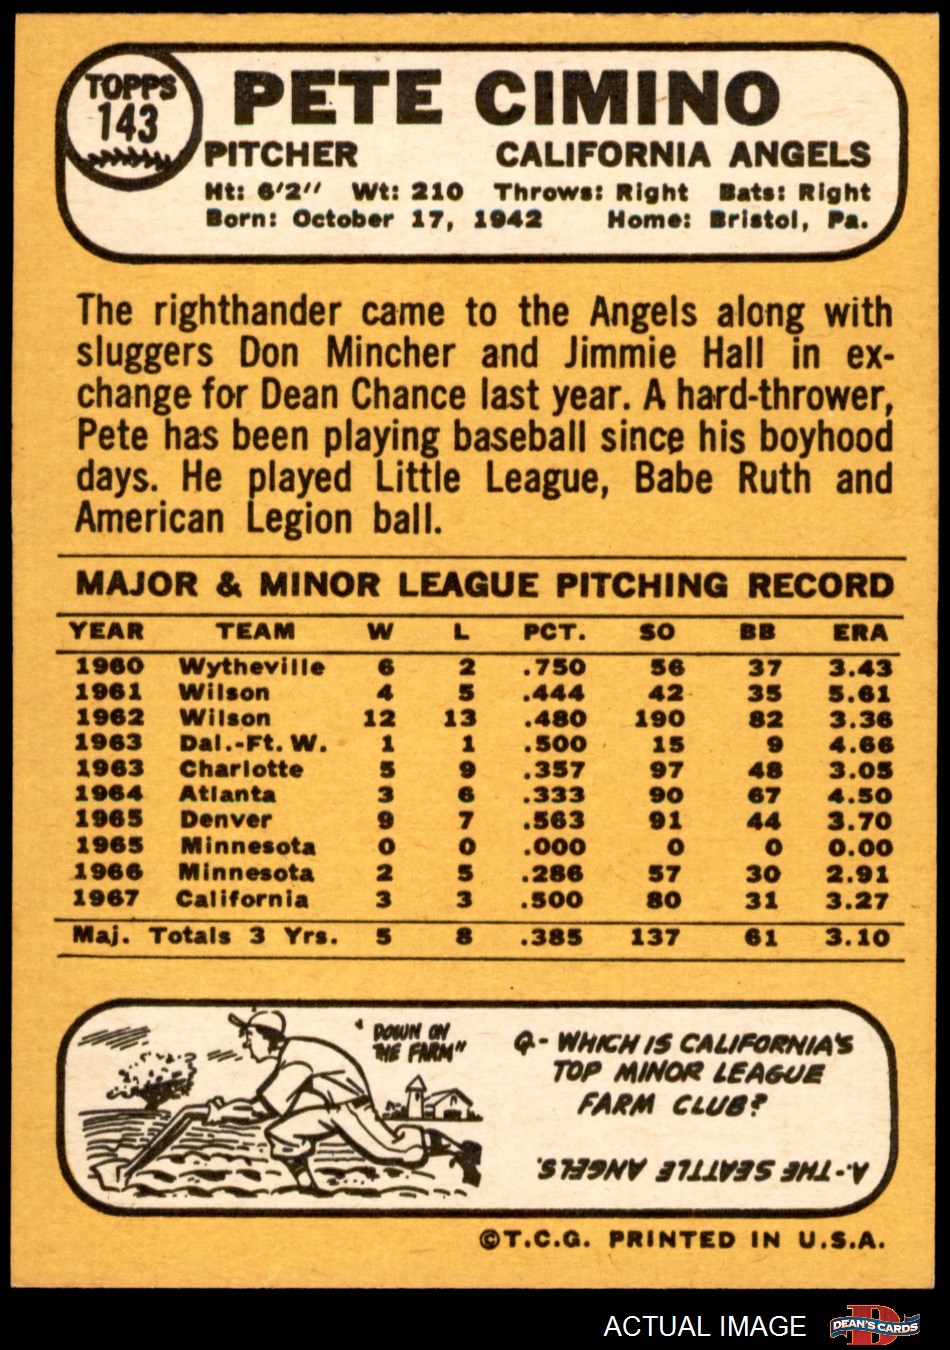 TOPPS
143
PETE CIMINO
PITCHER CALIFORNIA ANGELS
Ht: 6'2" Wt: 210 Throws: Right Bats: Right
Born: October 17, 1942 Home: Bristol, Pa.
The righthander came to the Angels along with
sluggers Don Mincher and Jimmie Hall in ex-
change for Dean Chance last year. A hard-thrower,
Pete has been playing baseball since his boyhood
days. He played Little League, Babe Ruth and
American Legion ball.
MAJOR & MINOR LEAGUE PITCHING RECORD
YEAR TEAM W L PCT. SO BB ERA
1960 Wytheville 6 2 .750 56 37 3.43
1961 Wilson 4 5 .444 42 35 5.61
1962 Wilson 12 13 .480 190 82 3.36
1963 Dal.-Ft. W. 1 1 .500 15 9 4.66
1963 Charlotte 5 9 .357 97 48 3.05
1964 Atlanta 3 6 .333 90 67 4.50
1965 Denver 9 7 .563 91 44 3.70
1965 Minnesota 0 0 .000 0 0 0.00
1966 Minnesota 2 5 .286 57 30 2.91
1967 California 3 3 .500 80 31 3.27
Maj. Totals 3 Yrs. 5 8 .385 137 61 3.10
"DOWN ON
THE FARM"
Q- WHICH IS CALIFORNIA'S
TOP MINOR LEAGUE
FARM CLUB?
A- THE SEATTLE ANGELS.
©T.C.G. PRINTED IN U.S.A.
ACTUAL IMAGE
D
DEAN'S CARDS